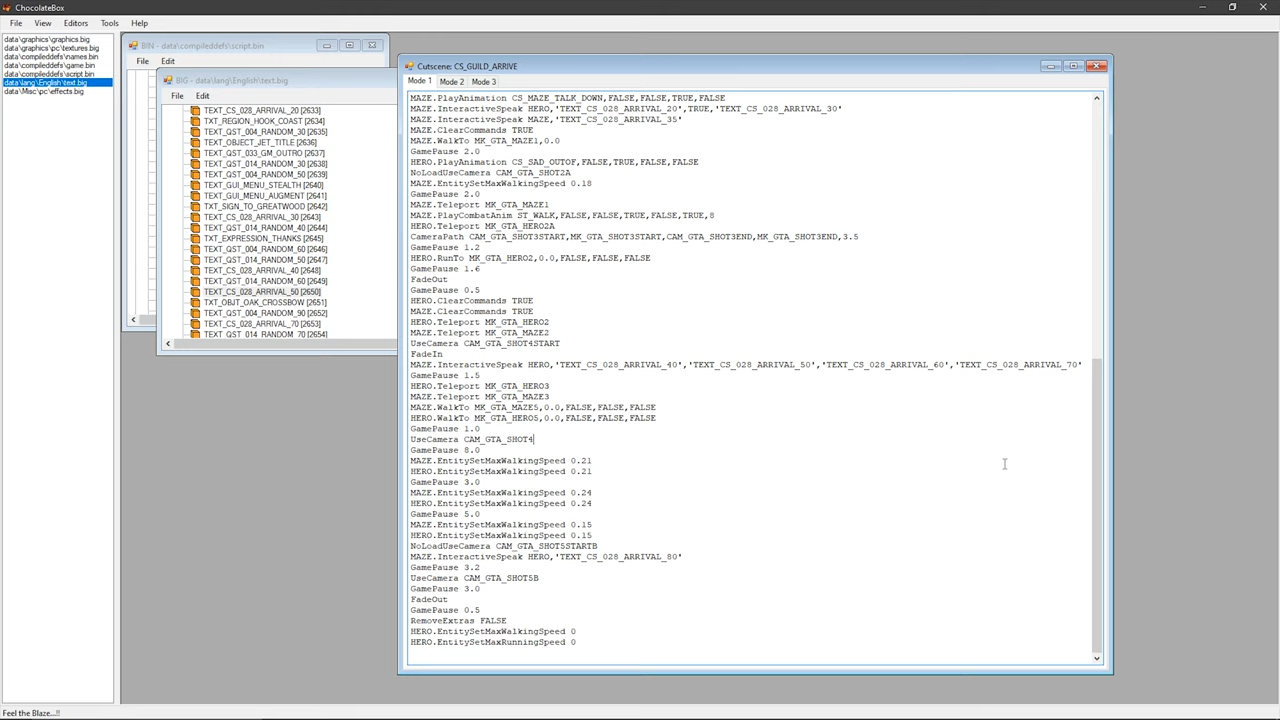 ChocolateBox
File View Editors Tools Help
data\graphics\graphics.big
data\graphics\pc\textures.big
data\compileddefs\names.bin
data\compileddefs\game.bin
data\compileddefs\script.bin
data\lang\English\text.big
data\Misc\pc\effects.big
BIN - data\compileddefs\script.bin
File Edit
BIG - data\lang\English\text.big
File Edit
TEXT_CS_028_ARRIVAL_20 [2633]
TXT_REGION_HOOK_COAST [2634]
TEXT_QST_004_RANDOM_30 [2635]
TEXT_OBJECT_JET_TITLE [2636]
TEXT_QST_033_GM_OUTRO [2637]
TEXT_QST_014_RANDOM_30 [2638]
TEXT_QST_004_RANDOM_50 [2639]
TEXT_GUI_MENU_STEALTH [2640]
TEXT_GUI_MENU_AUGMENT [2641]
TXT_SIGN_TO_GREATWOOD [2642]
TEXT_CS_028_ARRIVAL_30 [2643]
TEXT_QST_014_RANDOM_40 [2644]
TXT_EXPRESSION_THANKS [2645]
TEXT_QST_004_RANDOM_60 [2646]
TEXT_QST_014_RANDOM_50 [2647]
TEXT_CS_028_ARRIVAL_40 [2648]
TEXT_QST_014_RANDOM_60 [2649]
TEXT_CS_028_ARRIVAL_50 [2650]
TXT_OBJT_OAK_CROSSBOW [2651]
TEXT_QST_004_RANDOM_90 [2652]
TEXT_CS_028_ARRIVAL_70 [2653]
TEXT_QST_014_RANDOM_70 [2654]
Cutscene: CS_GUILD_ARRIVE
Mode 1 Mode 2 Mode 3
MAZE.PlayAnimation CS_MAZE_TALK_DOWN,FALSE,FALSE,TRUE,FALSE
MAZE.InteractiveSpeak HERO,'TEXT_CS_028_ARRIVAL_20',TRUE,'TEXT_CS_028_ARRIVAL_30'
MAZE.InteractiveSpeak MAZE,'TEXT_CS_028_ARRIVAL_35'
MAZE.ClearCommands TRUE
MAZE.WalkTo MK_GTA_MAZE1,0.0
GamePause 2.0
HERO.PlayAnimation CS_SAD_OUTOF,FALSE,TRUE,FALSE,FALSE
NoLoadUseCamera CAM_GTA_SHOT2A
MAZE.EntitySetMaxWalkingSpeed 0.18
GamePause 2.0
MAZE.Teleport MK_GTA_MAZE1
MAZE.PlayCombatAnim ST_WALK,FALSE,FALSE,TRUE,FALSE,TRUE,8
HERO.Teleport MK_GTA_HERO2A
CameraPath CAM_GTA_SHOT3START,MK_GTA_SHOT3START,CAM_GTA_SHOT3END,MK_GTA_SHOT3END,3.5
GamePause 1.2
HERO.RunTo MK_GTA_HERO2,0.0,FALSE,FALSE,FALSE
GamePause 1.6
FadeOut
GamePause 0.5
HERO.ClearCommands TRUE
MAZE.ClearCommands TRUE
HERO.Teleport MK_GTA_HERO2
MAZE.Teleport MK_GTA_MAZE2
UseCamera CAM_GTA_SHOT4START
FadeIn
MAZE.InteractiveSpeak HERO,'TEXT_CS_028_ARRIVAL_40','TEXT_CS_028_ARRIVAL_50','TEXT_CS_028_ARRIVAL_60','TEXT_CS_028_ARRIVAL_70'
GamePause 1.5
HERO.Teleport MK_GTA_HERO3
MAZE.Teleport MK_GTA_MAZE3
MAZE.WalkTo MK_GTA_MAZE5,0.0,FALSE,FALSE,FALSE
HERO.WalkTo MK_GTA_HERO5,0.0,FALSE,FALSE,FALSE
GamePause 1.0
UseCamera CAM_GTA_SHOT4
GamePause 8.0
MAZE.EntitySetMaxWalkingSpeed 0.21
HERO.EntitySetMaxWalkingSpeed 0.21
GamePause 3.0
MAZE.EntitySetMaxWalkingSpeed 0.24
HERO.EntitySetMaxWalkingSpeed 0.24
GamePause 5.0
MAZE.EntitySetMaxWalkingSpeed 0.15
HERO.EntitySetMaxWalkingSpeed 0.15
NoLoadUseCamera CAM_GTA_SHOT5STARTB
MAZE.InteractiveSpeak HERO,'TEXT_CS_028_ARRIVAL_80'
GamePause 3.2
UseCamera CAM_GTA_SHOT5B
GamePause 3.0
FadeOut
GamePause 0.5
RemoveExtras FALSE
HERO.EntitySetMaxWalkingSpeed 0
HERO.EntitySetMaxRunningSpeed 0
Feel the Blaze...!!